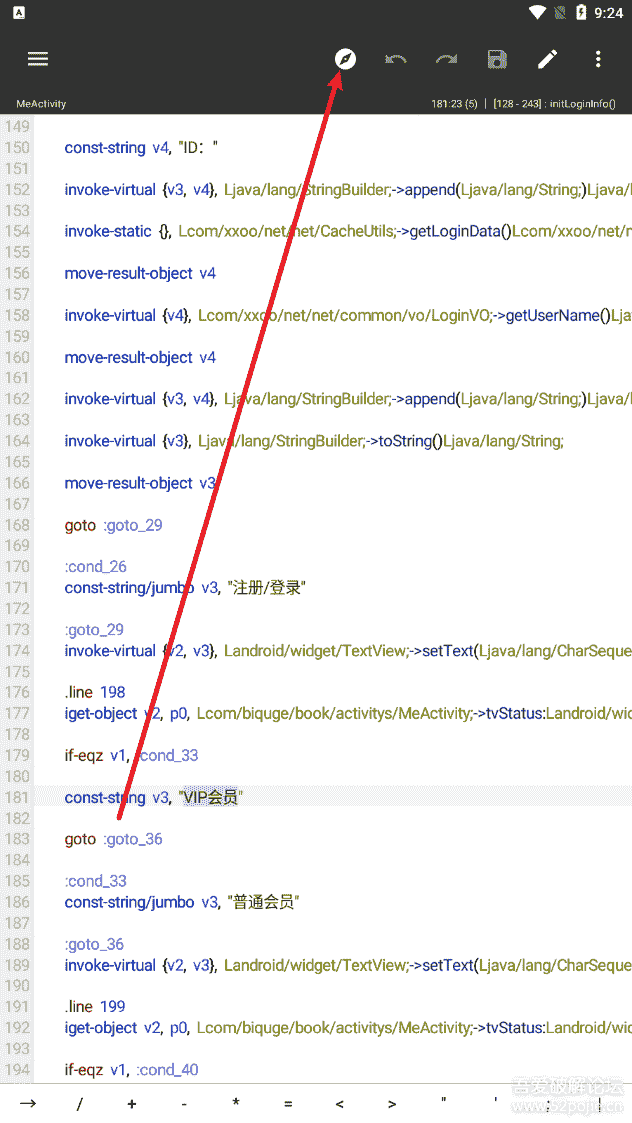 A 9:24
MeActivity 181:23 (5) | [128 - 243] : initLoginInfo()
149
150 const-string v4, "ID："
151
152 invoke-virtual {v3, v4}, Ljava/lang/StringBuilder;->append(Ljava/lang/String;)Ljava/l
153
154 invoke-static {}, Lcom/xxoo/net/net/CacheUtils;->getLoginData()Lcom/xxoo/net/n
155
156 move-result-object v4
157
158 invoke-virtual {v4}, Lcom/xxoo/net/net/common/vo/LoginVO;->getUserName()Lja
159
160 move-result-object v4
161
162 invoke-virtual {v3, v4}, Ljava/lang/StringBuilder;->append(Ljava/lang/String;)Ljava/l
163
164 invoke-virtual {v3}, Ljava/lang/StringBuilder;->toString()Ljava/lang/String;
165
166 move-result-object v3
167
168 goto :goto_29
169
170 :cond_26
171 const-string/jumbo v3, "注册/登录"
172
173 :goto_29
174 invoke-virtual {v2, v3}, Landroid/widget/TextView;->setText(Ljava/lang/CharSeque
175
176 .line 198
177 iget-object v2, p0, Lcom/biquge/book/activitys/MeActivity;->tvStatus:Landroid/wid
178
179 if-eqz v1, :cond_33
180
181 const-string v3, "VIP会员"
182
183 goto :goto_36
184
185 :cond_33
186 const-string/jumbo v3, "普通会员"
187
188 :goto_36
189 invoke-virtual {v2, v3}, Landroid/widget/TextView;->setText(Ljava/lang/CharSeque
190
191 .line 199
192 iget-object v2, p0, Lcom/biquge/book/activitys/MeActivity;->tvStatus:Landroid/wid
193
194 if-eqz v1, :cond_40
吾爱破解论坛
→ / + - * = < > " ' : |
www.52pojie.cn